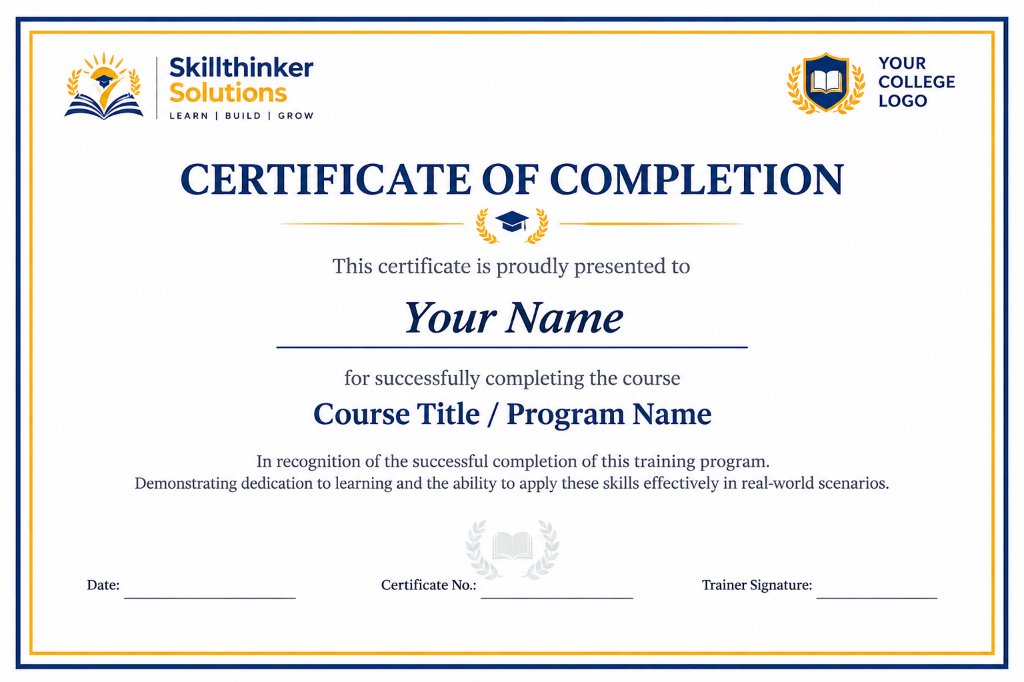 Skillthinker
Solutions
LEARN | BUILD | GROW
YOUR
COLLEGE
LOGO
CERTIFICATE OF COMPLETION
This certificate is proudly presented to
Your Name
for successfully completing the course
Course Title / Program Name
In recognition of the successful completion of this training program.
Demonstrating dedication to learning and the ability to apply these skills effectively in real-world scenarios.
Date:
Certificate No.:
Trainer Signature: